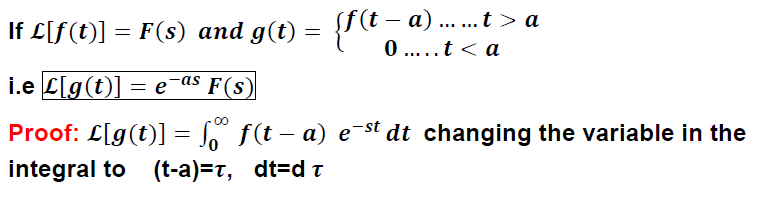 If ℒ[f(t)] = F(s) and g(t) = {f(t − a) … … t > a
0 ….. t < a
i.e ℒ[g(t)] = e^{−as} F(s)
Proof: ℒ[g(t)] = ∫₀^∞ f(t − a) e^{−st} dt changing the variable in the
integral to (t-a)=τ, dt=d τ